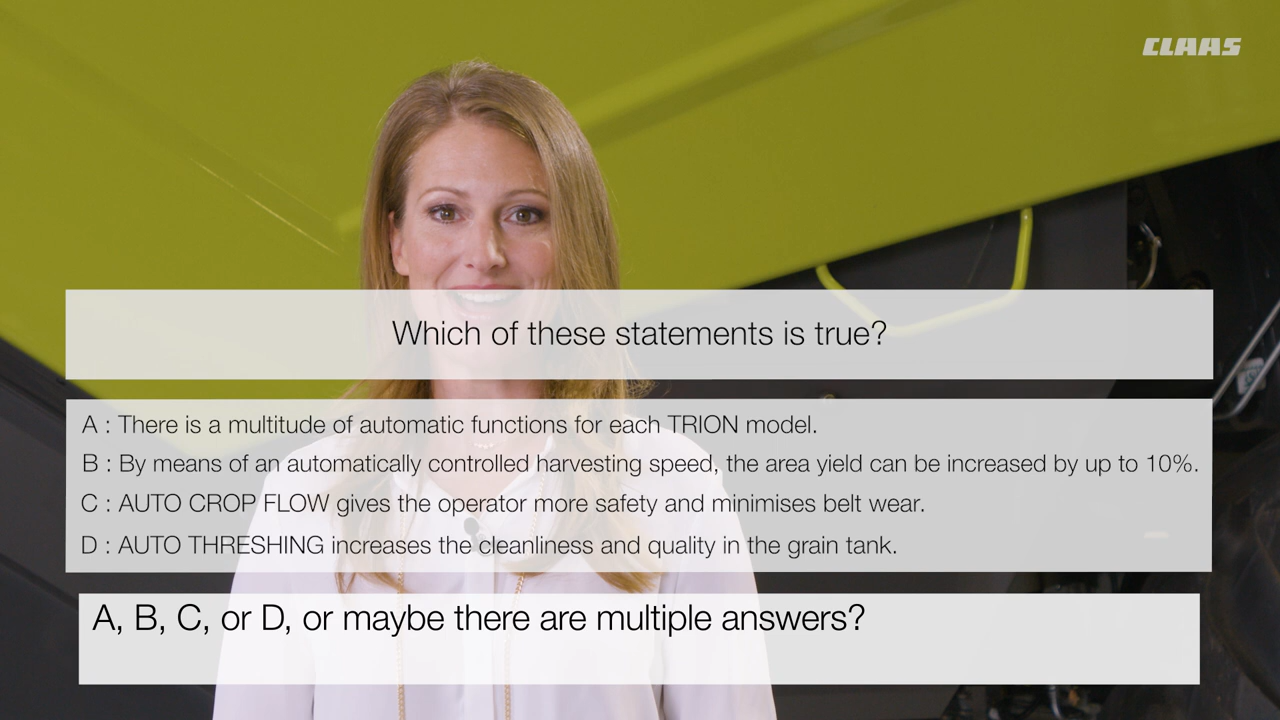 CLAAS
Which of these statements is true?
A : There is a multitude of automatic functions for each TRION model.
B : By means of an automatically controlled harvesting speed, the area yield can be increased by up to 10%.
C : AUTO CROP FLOW gives the operator more safety and minimises belt wear.
D : AUTO THRESHING increases the cleanliness and quality in the grain tank.
A, B, C, or D, or maybe there are multiple answers?